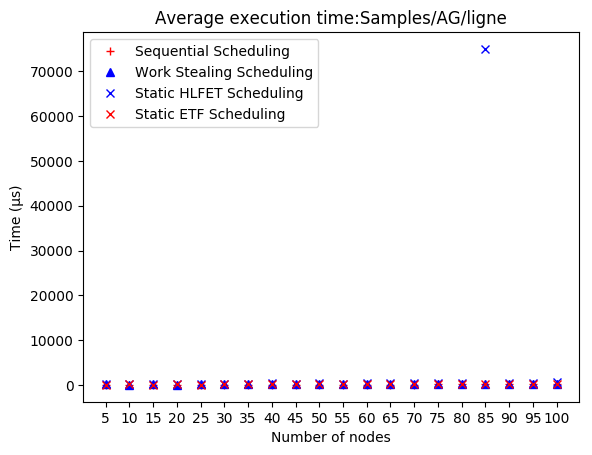 Average execution time:Samples/AG/ligne
Sequential Scheduling
Work Stealing Scheduling
Static HLFET Scheduling
Static ETF Scheduling
Time (µs)
70000
60000
50000
40000
30000
20000
10000
0
5 10 15 20 25 30 35 40 45 50 55 60 65 70 75 80 85 90 95 100
Number of nodes